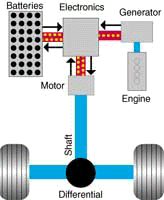 Batteries
Electronics
Generator
Motor
Engine
Shaft
Differential